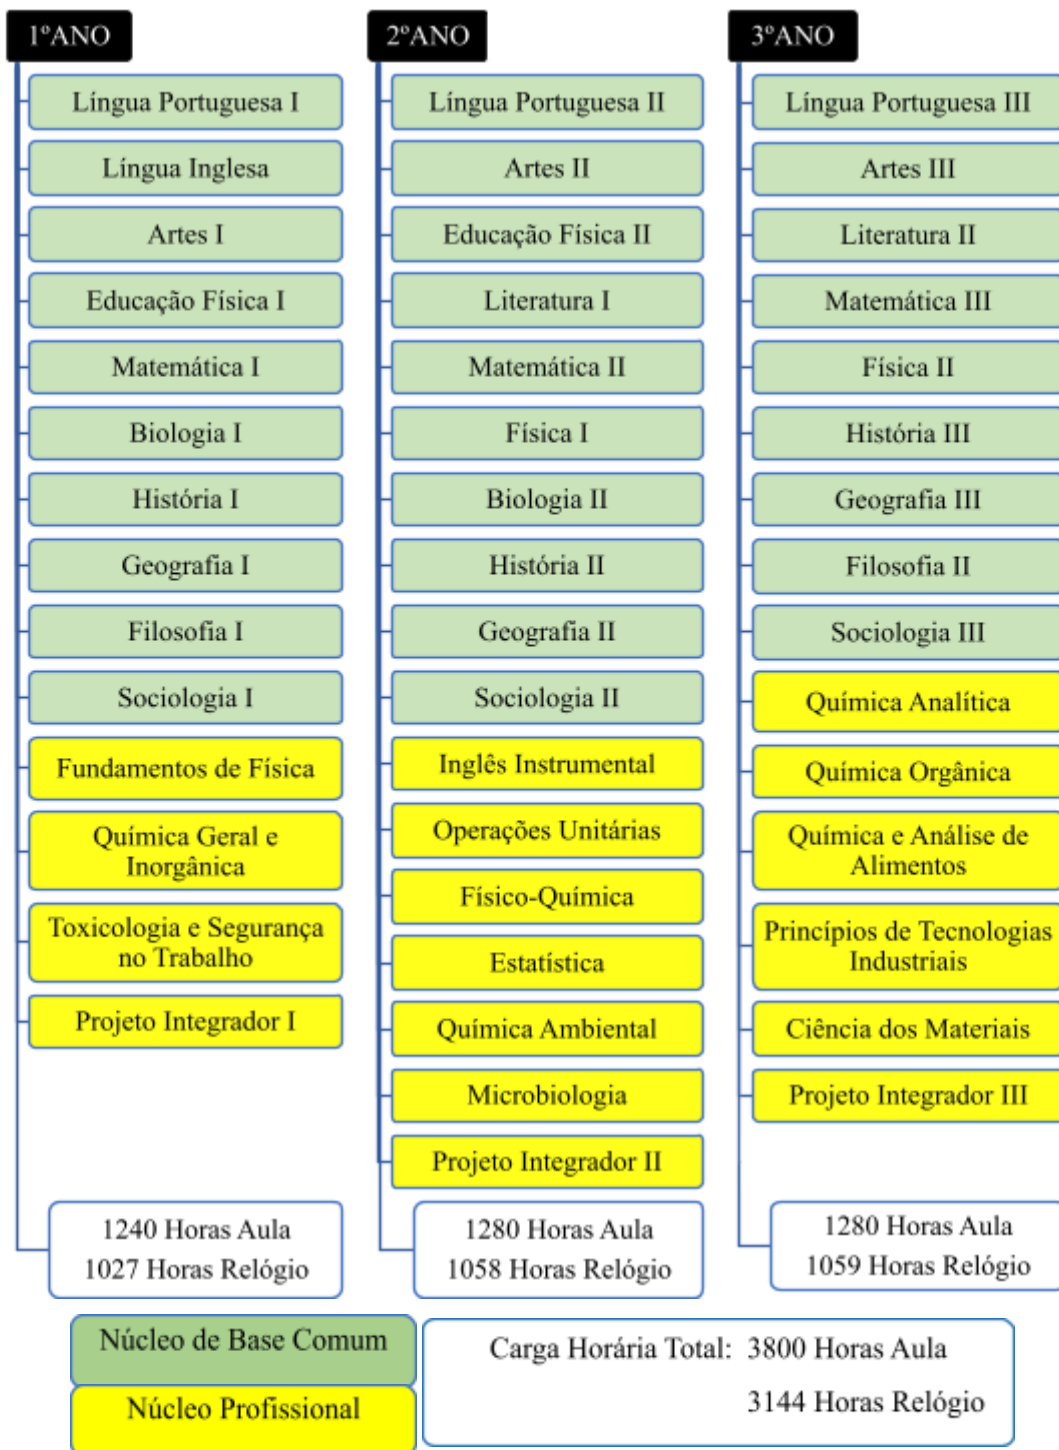 1ºANO
Língua Portuguesa I
Língua Inglesa
Artes I
Educação Física I
Matemática I
Biologia I
História I
Geografia I
Filosofia I
Sociologia I
Fundamentos de Física
Química Geral e
Inorgânica
Toxicologia e Segurança
no Trabalho
Projeto Integrador I
1240 Horas Aula
1027 Horas Relógio
2ºANO
Língua Portuguesa II
Artes II
Educação Física II
Literatura I
Matemática II
Física I
Biologia II
História II
Geografia II
Sociologia II
Inglês Instrumental
Operações Unitárias
Físico-Química
Estatística
Química Ambiental
Microbiologia
Projeto Integrador II
1280 Horas Aula
1058 Horas Relógio
3ºANO
Língua Portuguesa III
Artes III
Literatura II
Matemática III
Física II
História III
Geografia III
Filosofia II
Sociologia III
Química Analítica
Química Orgânica
Química e Análise de
Alimentos
Princípios de Tecnologias
Industriais
Ciência dos Materiais
Projeto Integrador III
1280 Horas Aula
1059 Horas Relógio
Núcleo de Base Comum
Núcleo Profissional
Carga Horária Total: 3800 Horas Aula
3144 Horas Relógio